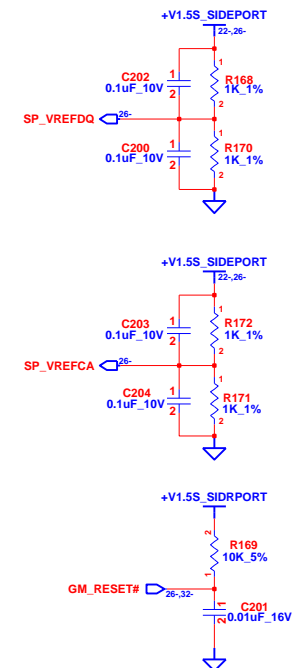 +V1.5S_SIDEPORT
22-,26-
1
1
C202
R168
0.1uF_10V
1K_1%
2
2
SP_VREFDQ
26-
1
1
C200
R170
0.1uF_10V
1K_1%
2
2
+V1.5S_SIDEPORT
22-,26-
1
1
C203
R172
0.1uF_10V
1K_1%
2
2
SP_VREFCA
26-
1
1
C204
R171
0.1uF_10V
1K_1%
2
2
+V1.5S_SIDRPORT
2
R169
10K_5%
1
GM_RESET#
26-,32-
1
C201
2
0.01uF_16V